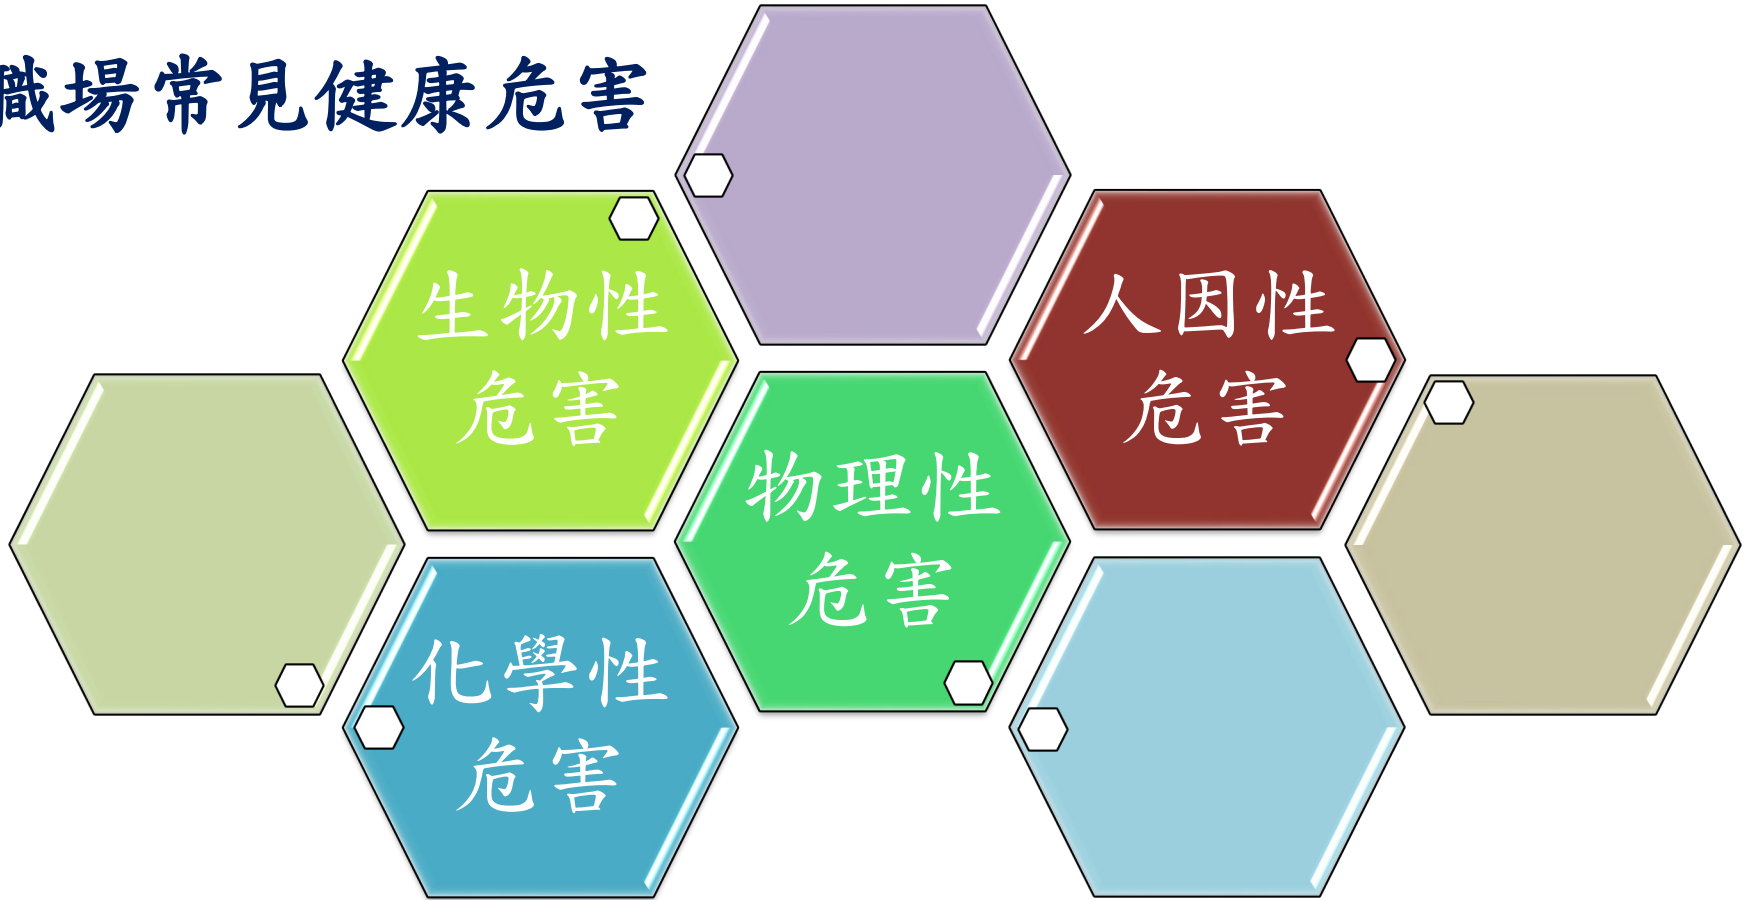 職場常見健康危害
生物性
危害
人因性
危害
物理性
危害
化學性
危害